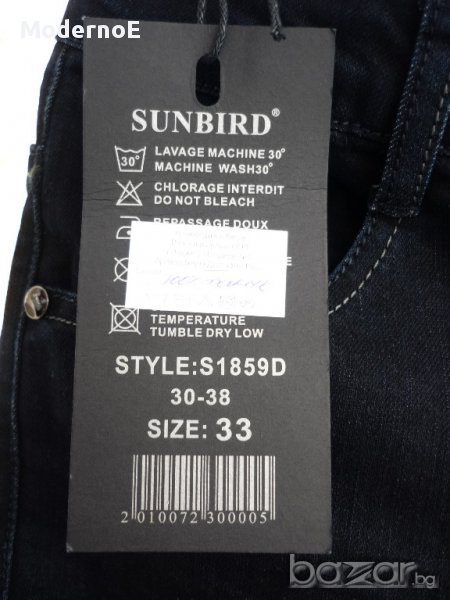 ModernoE
SUNBIRD®
30°
LAVAGE MACHINE 30°
MACHINE WASH30°
CHLORAGE INTERDIT
DO NOT BLEACH
REPASSAGE DOUX
TEMPERATURE
TUMBLE DRY LOW
STYLE:S1859D
30-38
SIZE: 33
2 010072 300005
bazar.bg